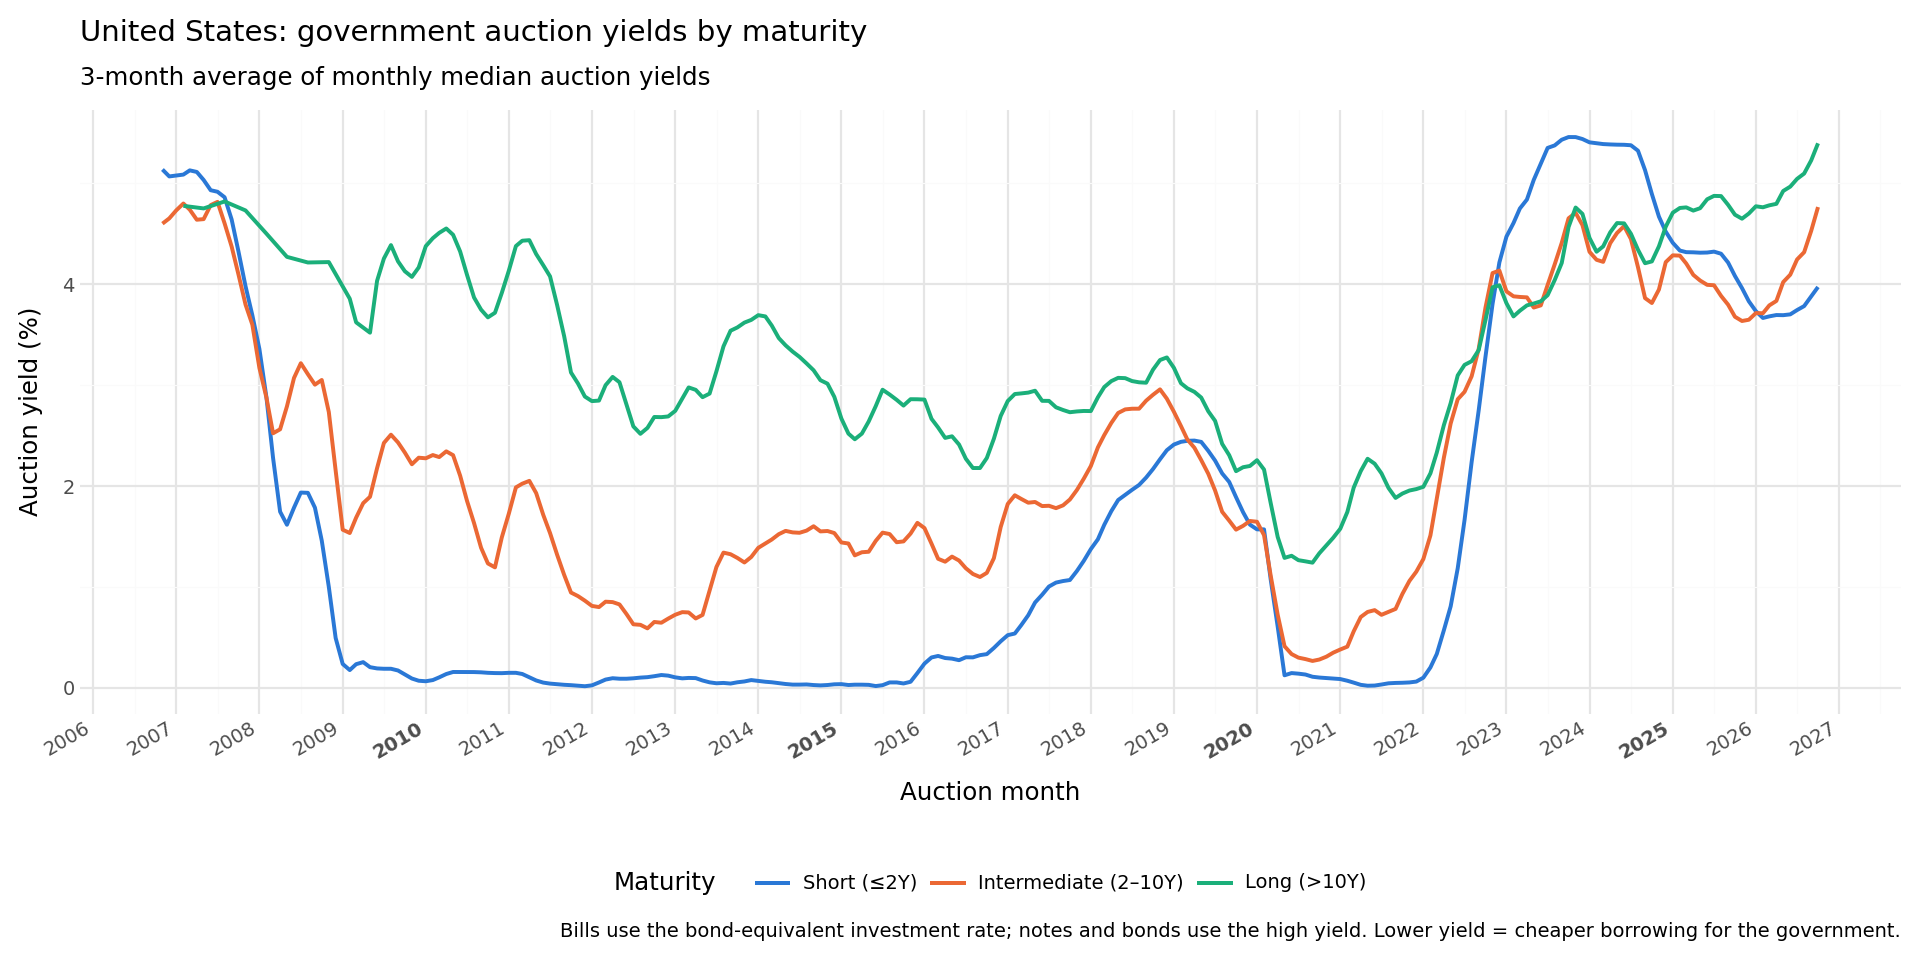 United States: government auction yields by maturity
3-month average of monthly median auction yields
Auction yield (%)
4
2
0
2006 2007 2008 2009 2010 2011 2012 2013 2014 2015 2016 2017 2018 2019 2020 2021 2022 2023 2024 2025 2026 2027
Auction month
Maturity Short (≤2Y) Intermediate (2–10Y) Long (>10Y)
Bills use the bond-equivalent investment rate; notes and bonds use the high yield. Lower yield = cheaper borrowing for the government.